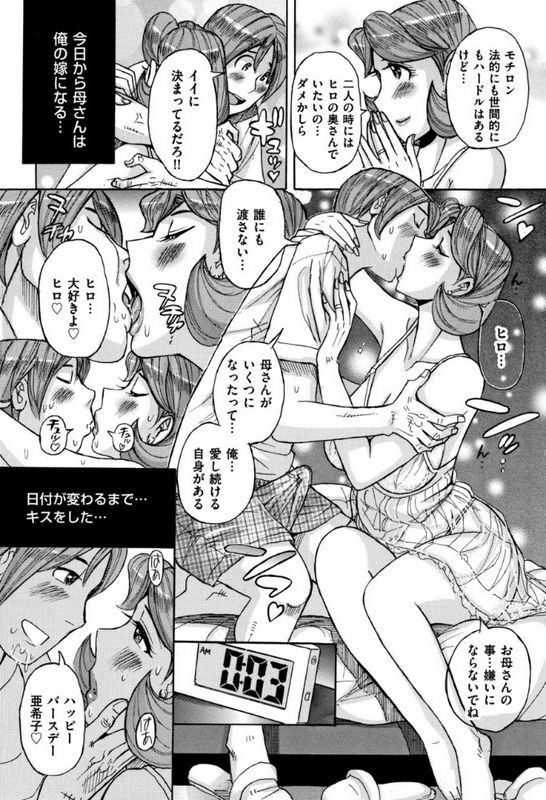 モチロン
法的にも世間的に
もハードルはある
けど…
二人の時には
ヒロの奥さんで
いたいの…
ダメかしら
イイに
決まってるだろ!!
今日から母さんは
俺の嫁になる…
ヒロ…
誰にも
渡さない…
母さんが
いくつに
なったって…
俺…
愛し続ける
自身がある
お母さんの
事…嫌いに
ならないでね
ヒロ…
大好きよ♡
ヒロ♡
チュル♡
チュッ♡
日付が変わるまで…
キスをした…
AM
0:03
はあ
はあ
ハッピー
バースデー
亜希子♡